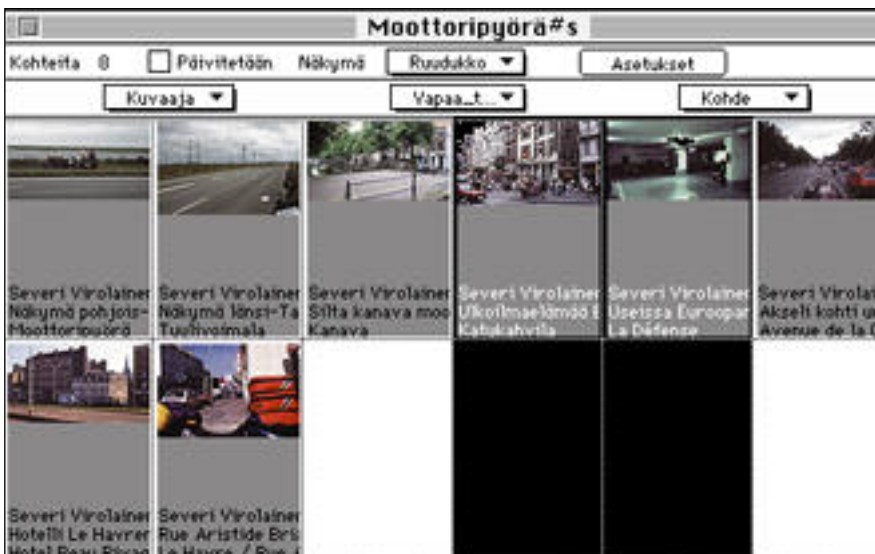 Moottoripyörä#s
Kohteita 8 Päivitetään Näkymä Ruudukko Asetukset
Kuvaaja Vapaa_t... Kohde
Severi Virolainen
Näkymä pohjois-
Moottoripyörä
Severi Virolainen
Näkymä länsi-Ta
Tuulivoimala
Severi Virolainen
Silta kanava moo
Kanava
Severi Virolainen
Ulkoilmaelämää
Katukahvila
Severi Virolainen
Useissa Euroopan
La Défense
Severi Virolai
Akseli kohti u
Avenue de la
Severi Virolainen
Hotelli Le Havren
Hotel Beau Rivag
Severi Virolainen
Rue Aristide Bri
Le Havre / Rue